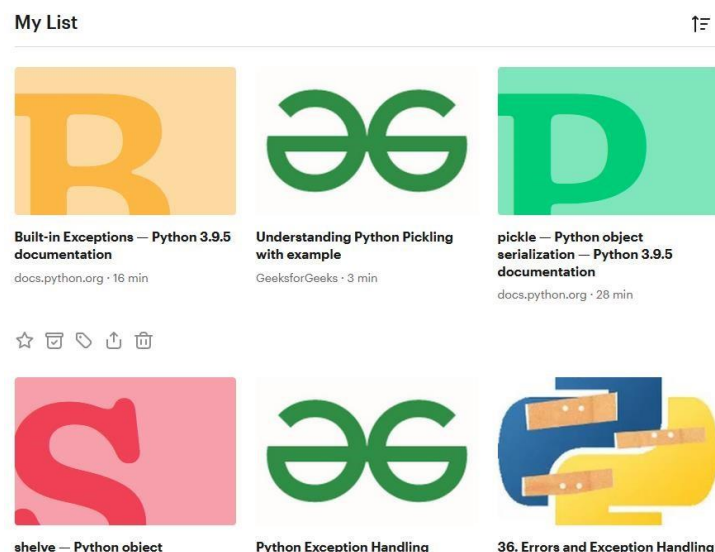 My List
Built-in Exceptions — Python 3.9.5
documentation
docs.python.org · 16 min
Understanding Python Pickling
with example
GeeksforGeeks · 3 min
pickle — Python object
serialization — Python 3.9.5
documentation
docs.python.org · 28 min
shelve — Python object
Python Exception Handling
36. Errors and Exception Handling